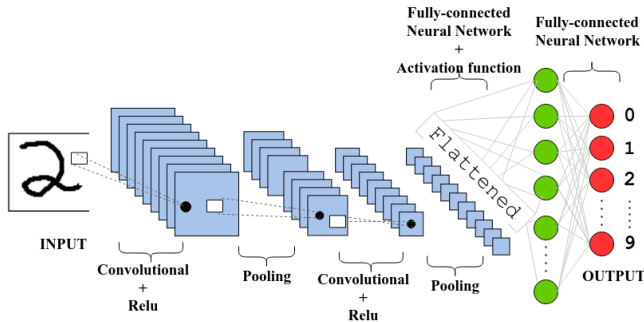 Fully-connected
Neural Network
+
Activation function
Fully-connected
Neural Network
Flattened
0
1
2
9
INPUT
OUTPUT
Convolutional
+
Relu
Pooling
Convolutional
+
Relu
Pooling